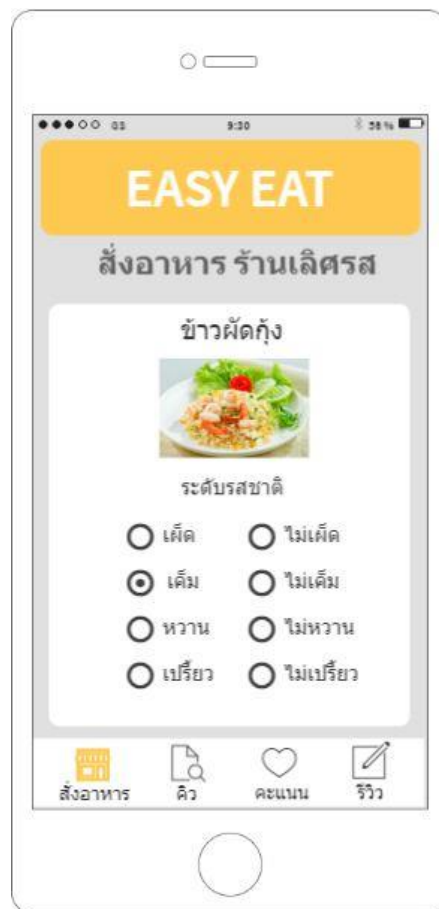 GS 9:30 58 %
EASY EAT
สั่งอาหาร ร้านเลิศรส
ข้าวผัดกุ้ง
ระดับรสชาติ
เผ็ด ไม่เผ็ด
เค็ม ไม่เค็ม
หวาน ไม่หวาน
เปรี้ยว ไม่เปรี้ยว
สั่งอาหาร คิว คะแนน รีวิว